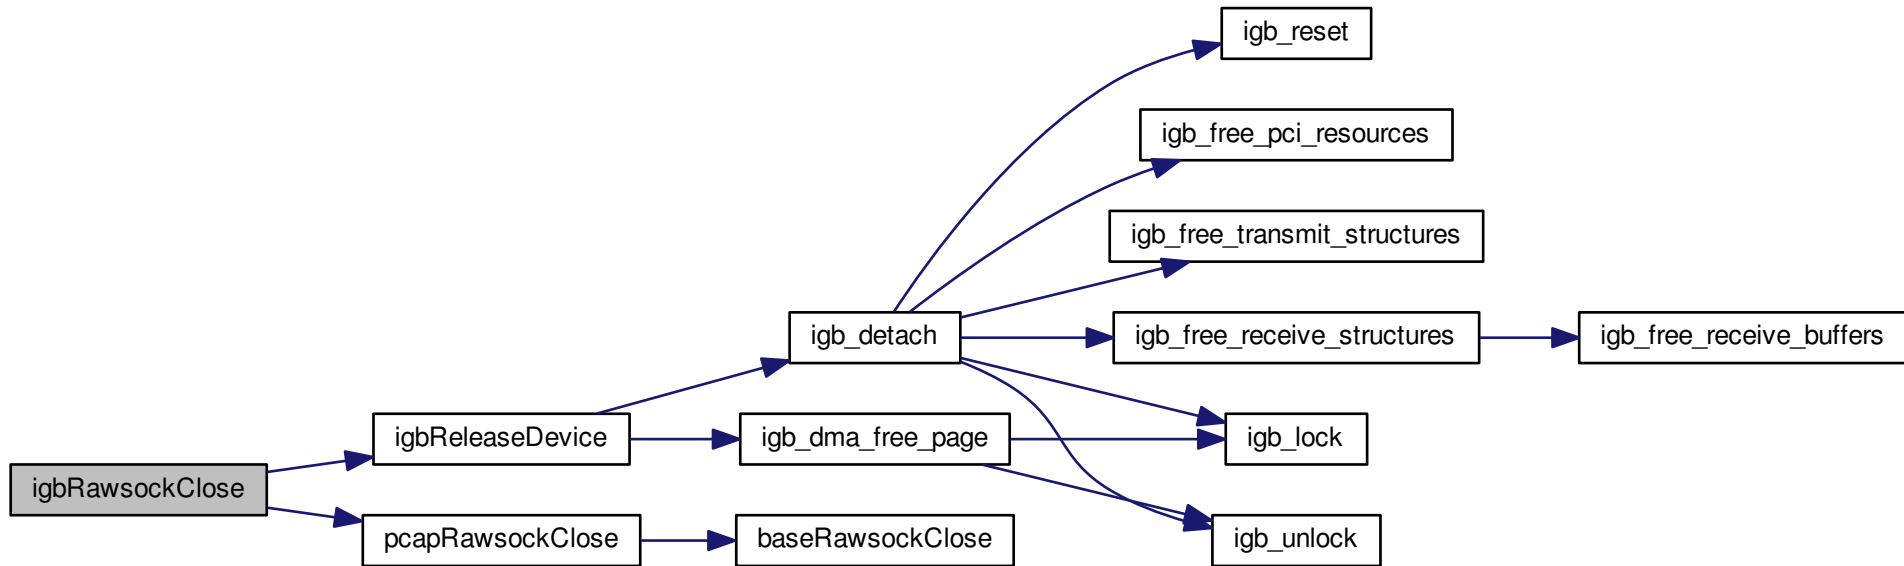 igb_reset
igb_free_pci_resources
igb_free_transmit_structures
igb_detach
igb_free_receive_structures
igb_free_receive_buffers
igbReleaseDevice
igb_dma_free_page
igb_lock
igbRawsockClose
pcapRawsockClose
baseRawsockClose
igb_unlock